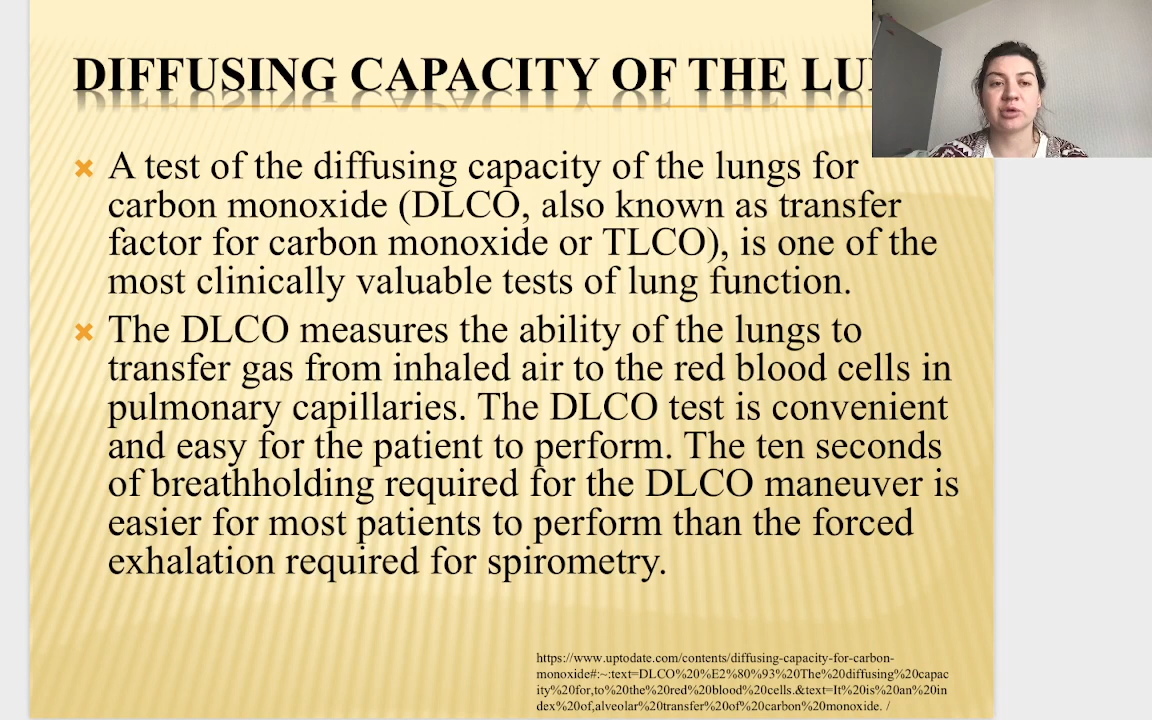 DIFFUSING CAPACITY OF THE
A test of the diffusing capacity of the lungs for
carbon monoxide (DLCO, also known as transfer
factor for carbon monoxide or TLCO), is one of the
most clinically valuable tests of lung function.
The DLCO measures the ability of the lungs to
transfer gas from inhaled air to the red blood cells in
pulmonary capillaries. The DLCO test is convenient
and easy for the patient to perform. The ten seconds
of breathholding required for the DLCO maneuver is
easier for most patients to perform than the forced
exhalation required for spirometry.
https://www.uptodate.com/contents/diffusing-capacity-for-carbon-
monoxide#:~:text=DLCO%20%E2%80%93%20The%20diffusing%20capac
ity%20for,to%20the%20red%20blood%20cells.&text=It%20is%20an%20in
dex%20of,alveolar%20transfer%20of%20carbon%20monoxide. /